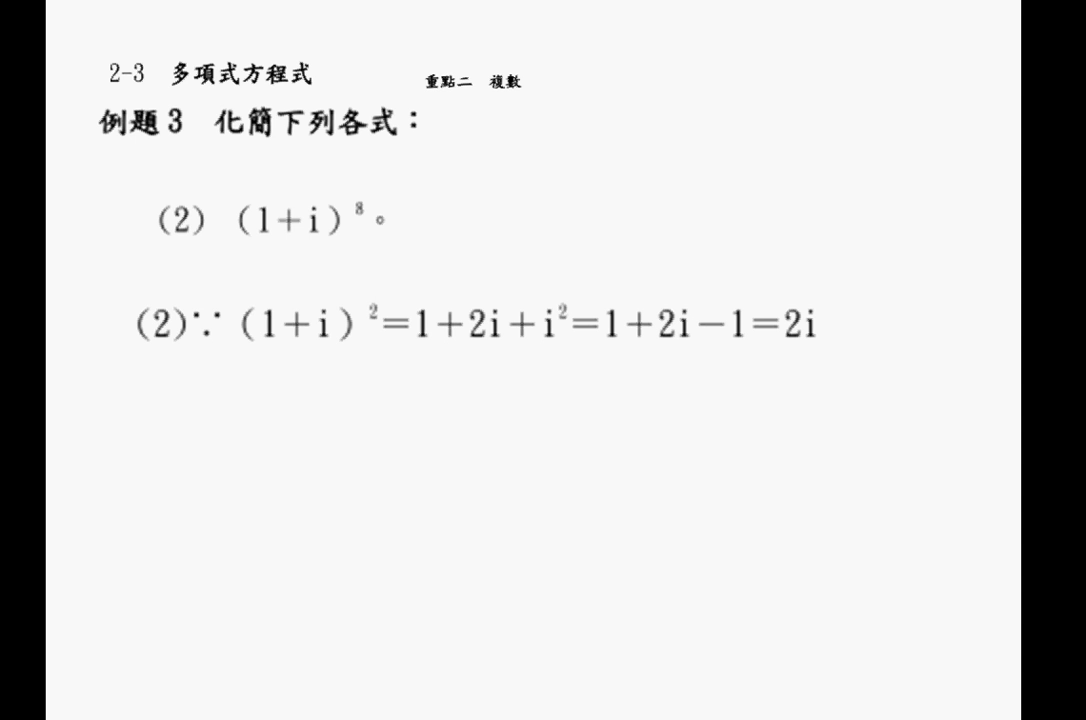 2-3 多項式方程式 重點二 複數
例題3 化簡下列各式：
(2) (1+i)⁸。
(2)∵(1+i)²=1+2i+i²=1+2i−1=2i